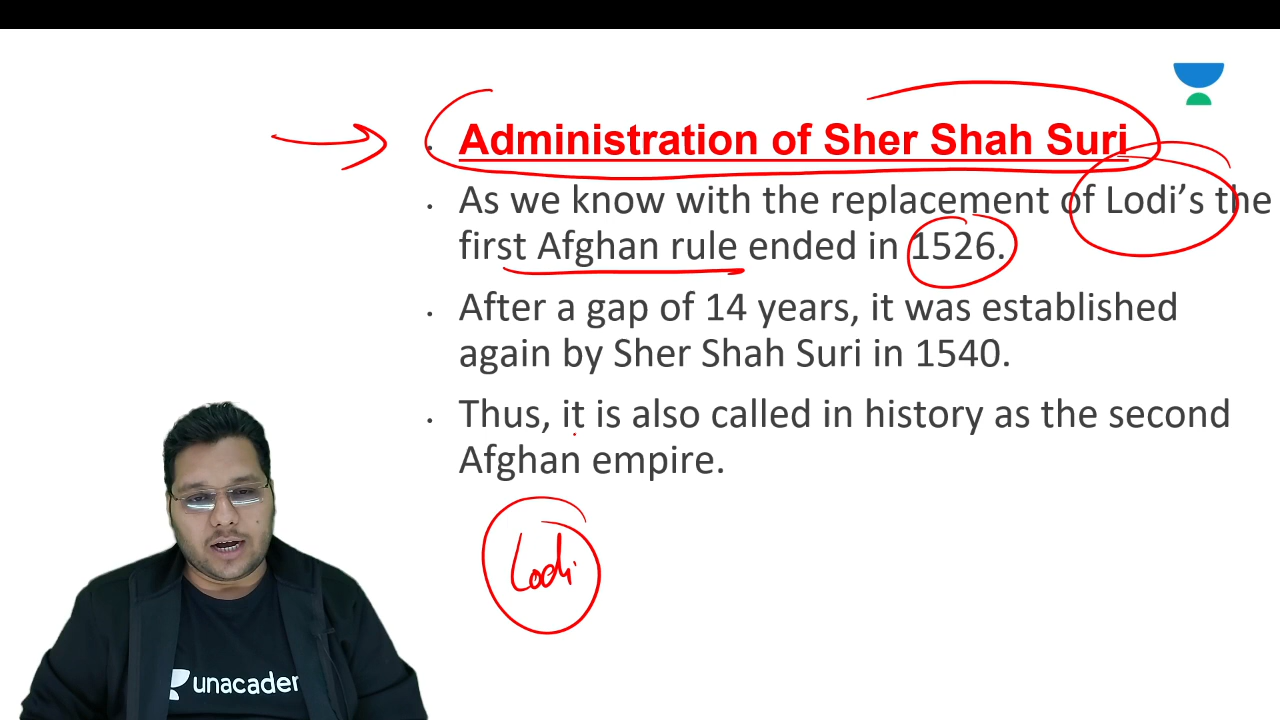 Administration of Sher Shah Suri
As we know with the replacement of Lodi’s the
first Afghan rule ended in 1526.
After a gap of 14 years, it was established
again by Sher Shah Suri in 1540.
Thus, it is also called in history as the second
Afghan empire.
Lodi
unacader